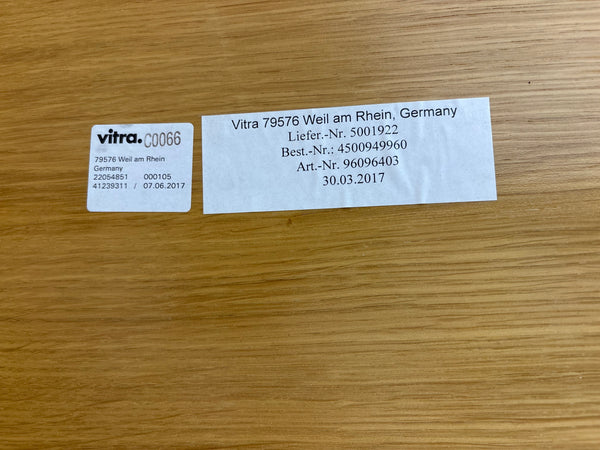 vitra. C0066
79576 Weil am Rhein
Germany
22054851 000105
41239311 / 07.06.2017
Vitra 79576 Weil am Rhein, Germany
Liefer.-Nr. 5001922
Best.-Nr.: 4500949960
Art.-Nr. 96096403
30.03.2017